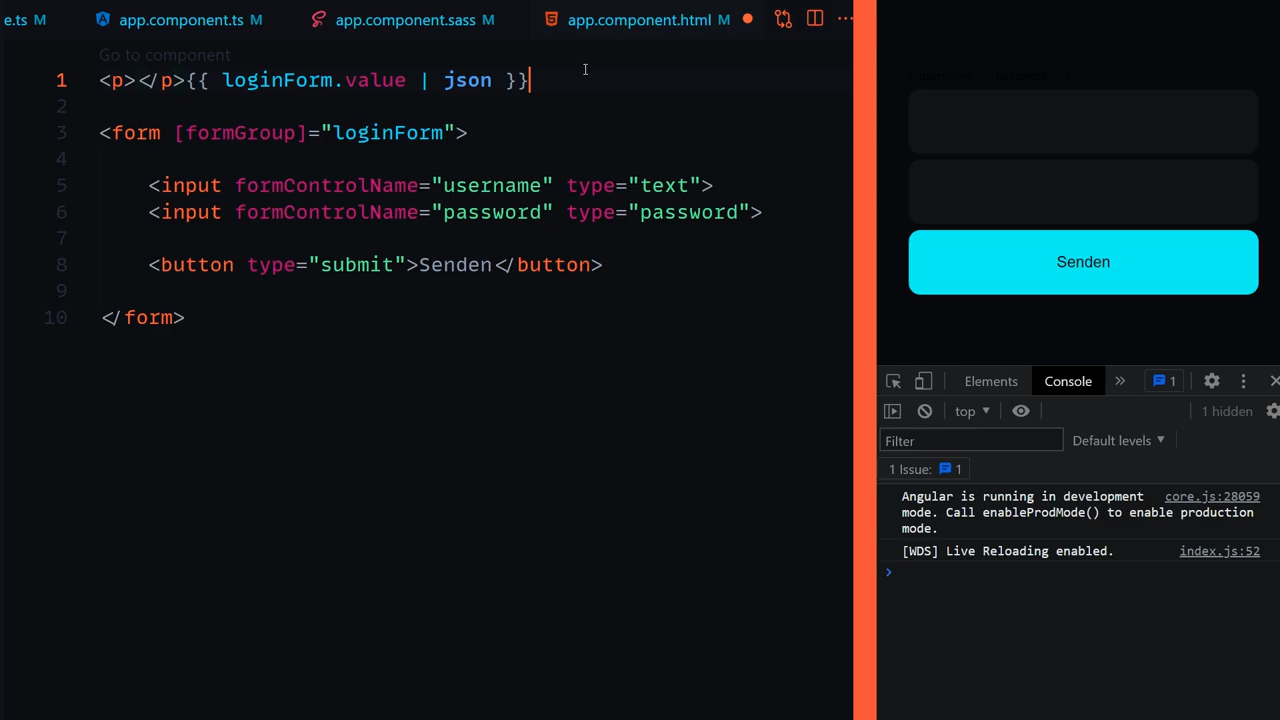 e.ts M app.component.ts M app.component.sass M app.component.html M
Go to component
1 <p></p>{{ loginForm.value | json }}
2
3 <form [formGroup]="loginForm">
4
5 <input formControlName="username" type="text">
6 <input formControlName="password" type="password">
7
8 <button type="submit">Senden</button>
9
10 </form>
Senden
Elements Console » 1
top 1 hidden
Filter Default levels
1 Issue: 1
Angular is running in development core.js:28059
mode. Call enableProdMode() to enable production
mode.
[WDS] Live Reloading enabled. index.js:52